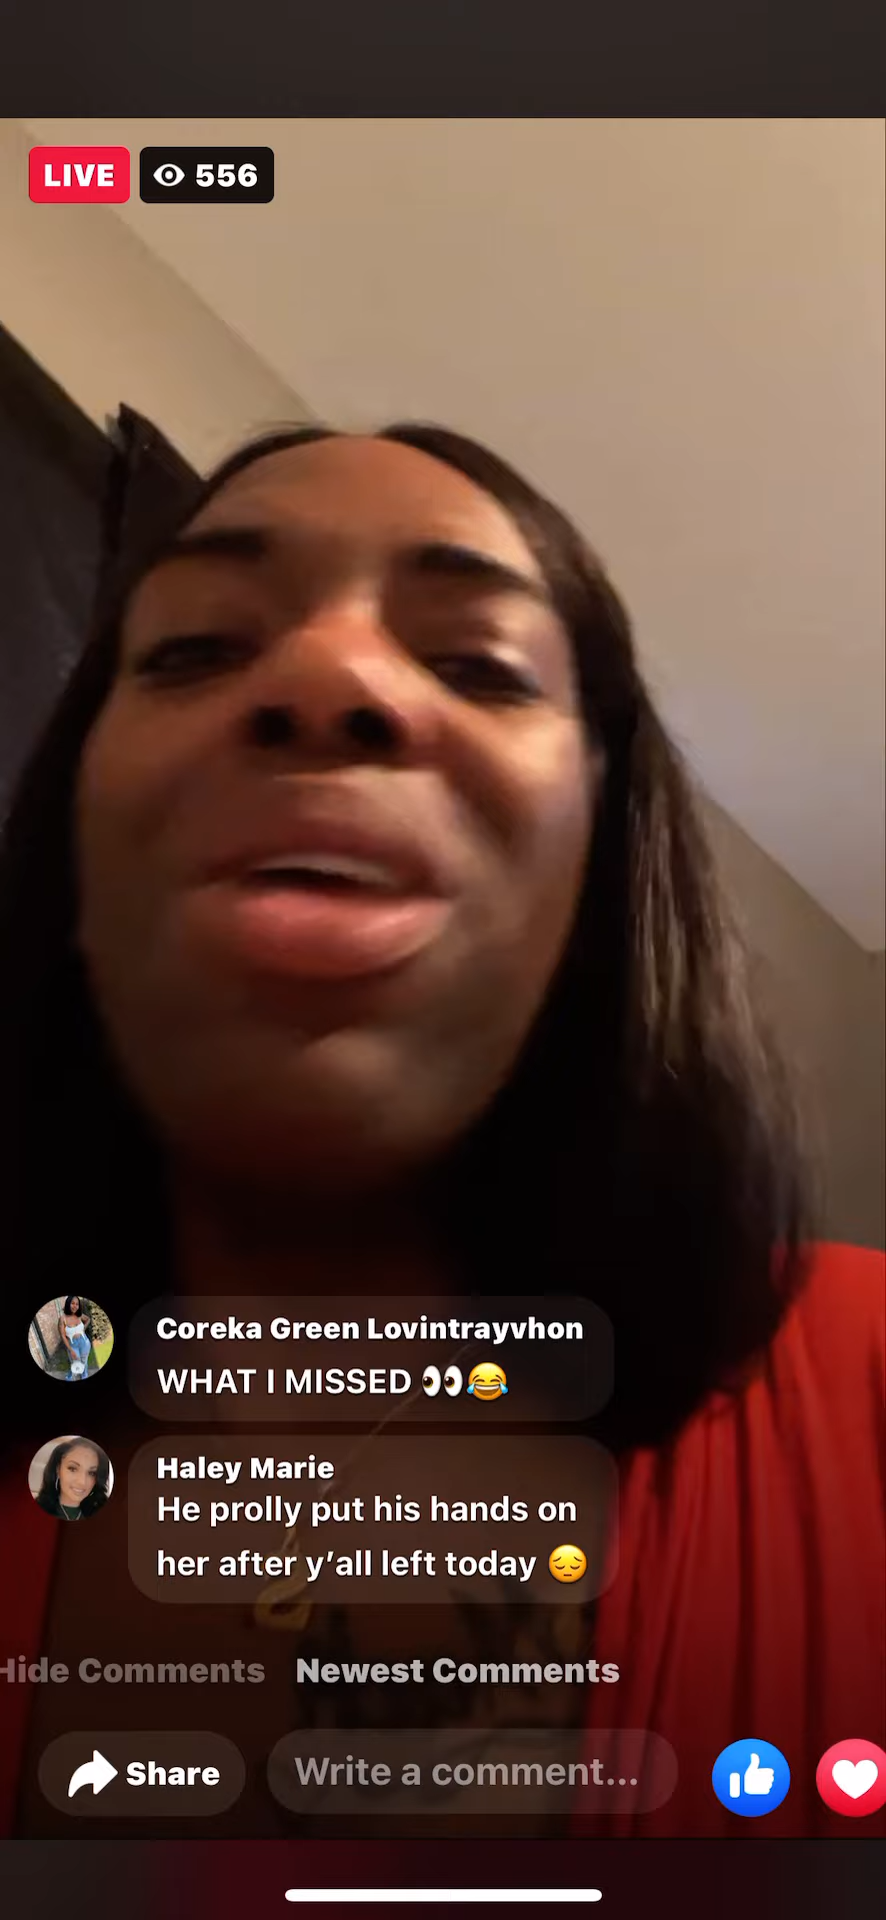 LIVE 556
Coreka Green Lovintrayvhon
WHAT I MISSED 👀😂
Haley Marie
He prolly put his hands on
her after y’all left today 😔
Hide Comments Newest Comments
Share Write a comment...